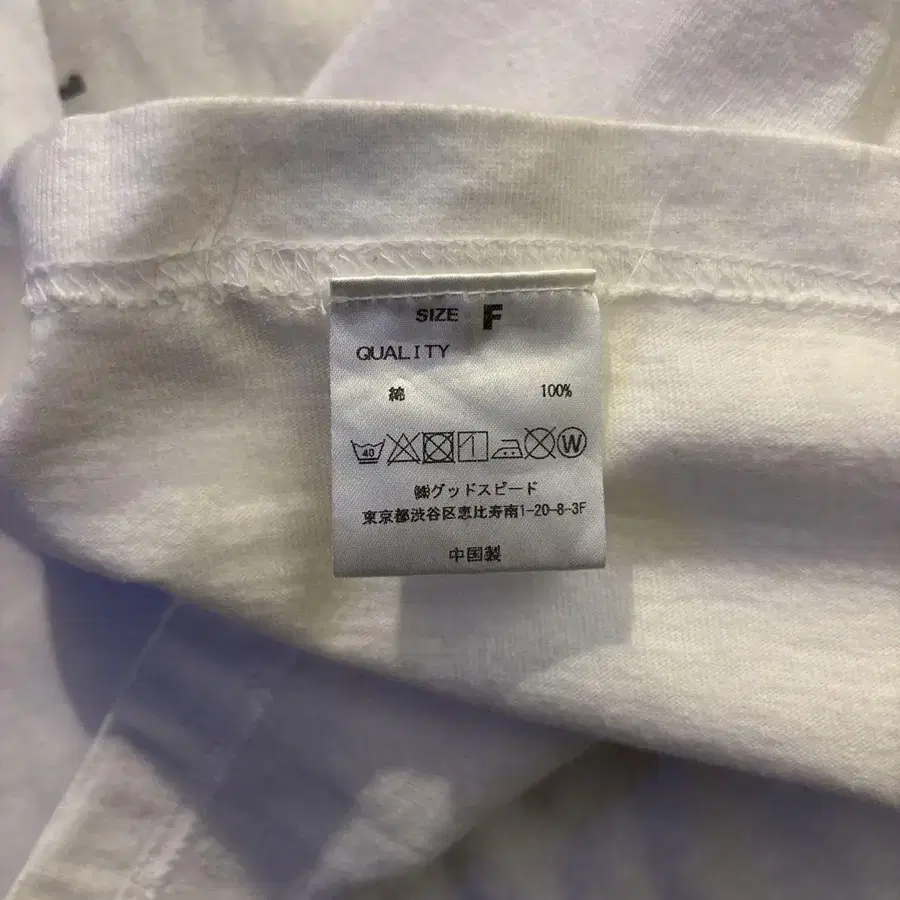 SIZE F
QUALITY
綿 100%
40 1 W
㈱グッドスピード
東京都渋谷区恵比寿南1-20-8-3F
中国製